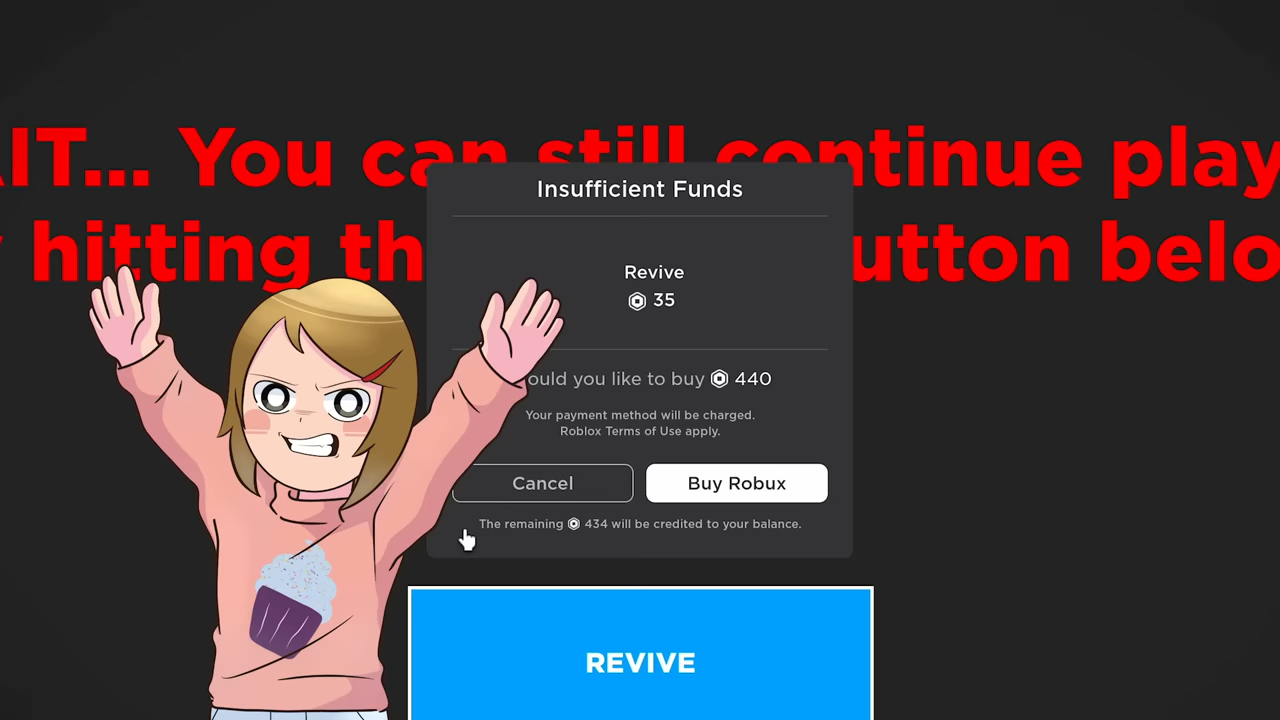 IT... You can still continue play
hitting th utton belo
Insufficient Funds
Revive
35
ould you like to buy 440
Your payment method will be charged.
Roblox Terms of Use apply.
Cancel
Buy Robux
The remaining 434 will be credited to your balance.
REVIVE